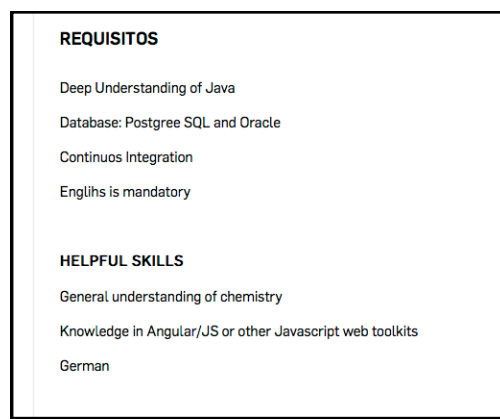 REQUISITOS
Deep Understanding of Java
Database: Postgree SQL and Oracle
Continuos Integration
Englihs is mandatory
HELPFUL SKILLS
General understanding of chemistry
Knowledge in Angular/JS or other Javascript web toolkits
German